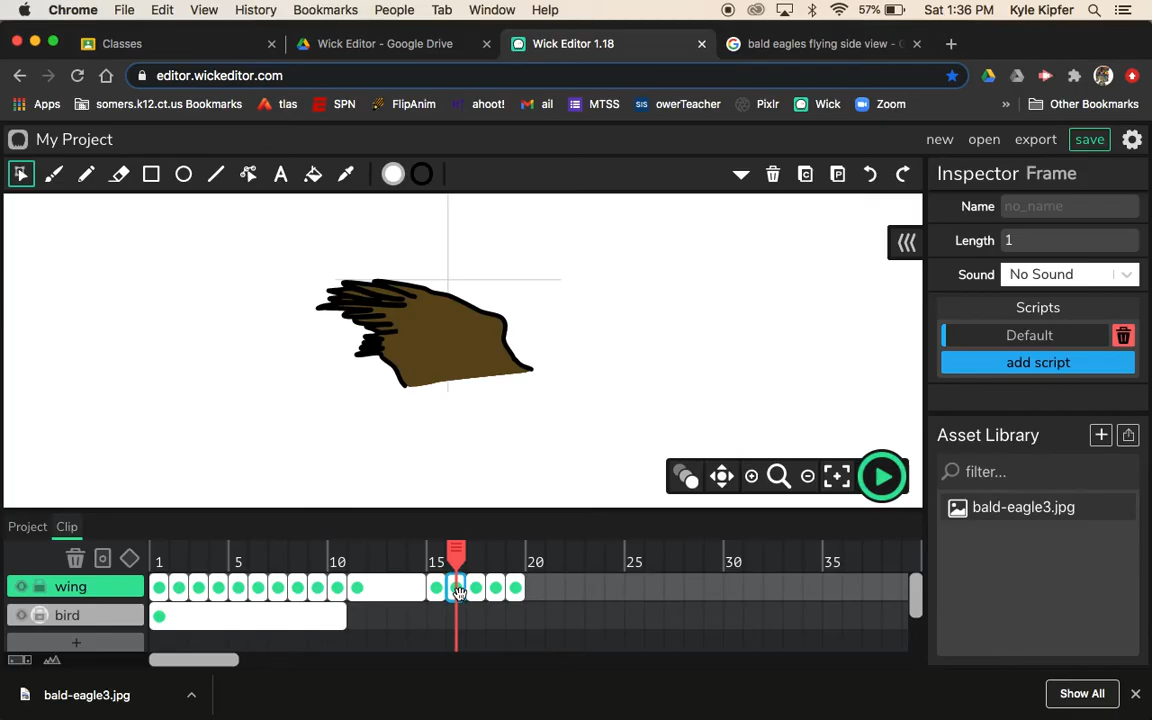 Chrome File Edit View History Bookmarks People Tab Window Help 57% Sat 1:36 PM Kyle Kipfer
Classes Wick Editor - Google Drive Wick Editor 1.18 bald eagles flying side view -
editor.wickeditor.com
Apps somers.k12.ct.us Bookmarks tlas SPN FlipAnim ahoot! ail MTSS SIS owerTeacher Pixlr Wick Zoom » Other Bookmarks
My Project new open export save
A Inspector Frame
Name no_name
Length 1
Sound No Sound
Scripts
Default
add script
Asset Library
filter...
bald-eagle3.jpg
Project Clip
1 5 10 15 20 25 30 35
wing
bird
+
bald-eagle3.jpg Show All